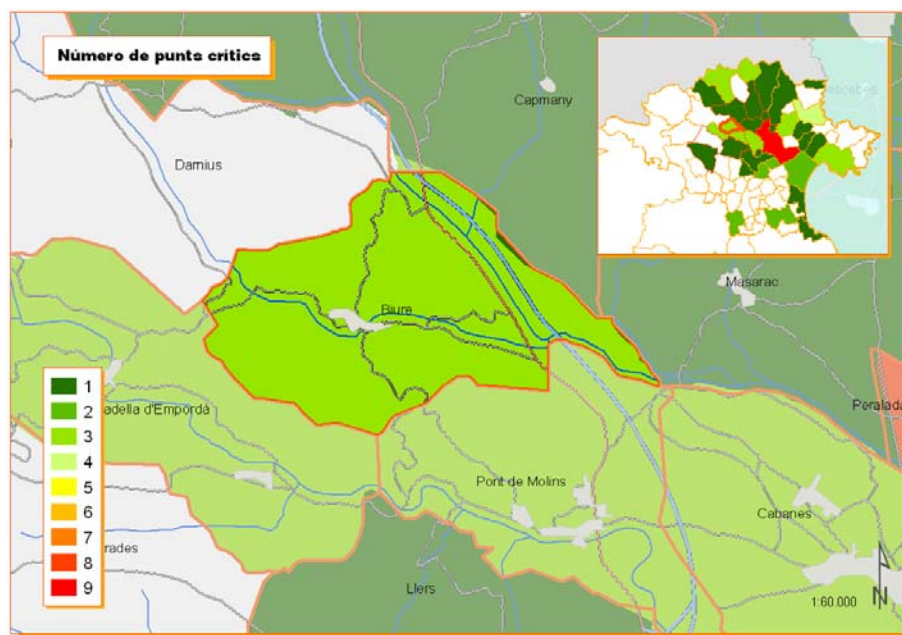 Número de punts crítics
Capmany
Darnius
Masarac
Biure
1
2
3
4
5
6
7
8
9
adella d'Empordà
Peralada
Pont de Molins
Cabanes
rades
Llers
1:60.000
N